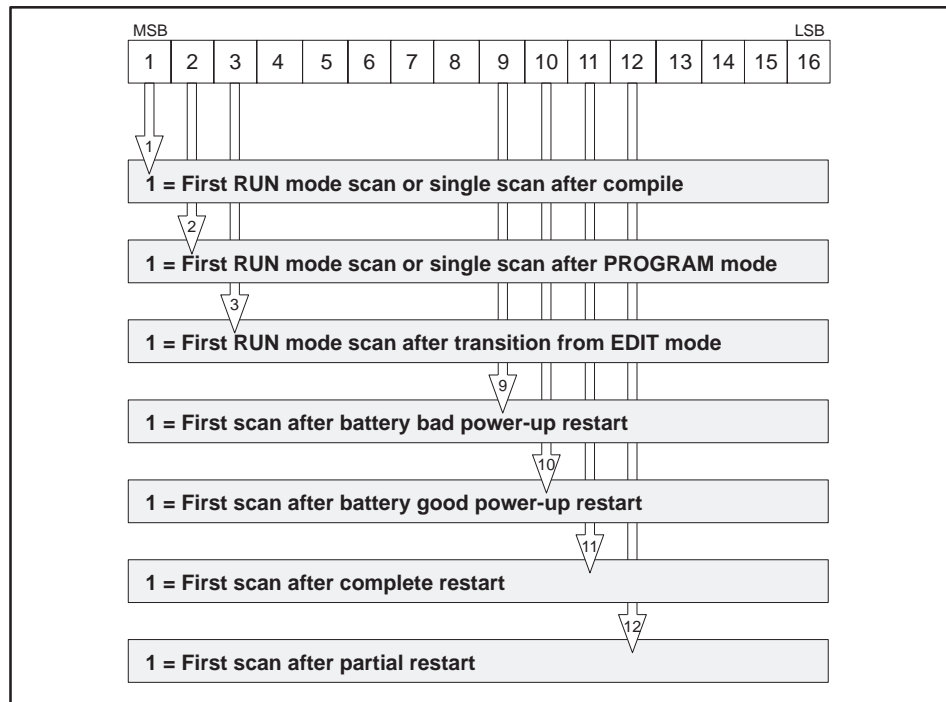 MSB LSB
1 2 3 4 5 6 7 8 9 10 11 12 13 14 15 16
1
1 = First RUN mode scan or single scan after compile
2
1 = First RUN mode scan or single scan after PROGRAM mode
3
1 = First RUN mode scan after transition from EDIT mode
9
1 = First scan after battery bad power-up restart
10
1 = First scan after battery good power-up restart
11
1 = First scan after complete restart
12
1 = First scan after partial restart